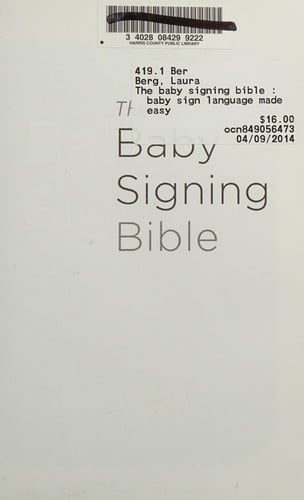 3 4028 08429 9222
HARRIS COUNTY PUBLIC LIBRARY
419.1 Ber
Berg, Laura
The baby signing bible :
baby sign language made
easy
$16.00
ocn849056473
04/09/2014
Th
Baby
Signing
Bible